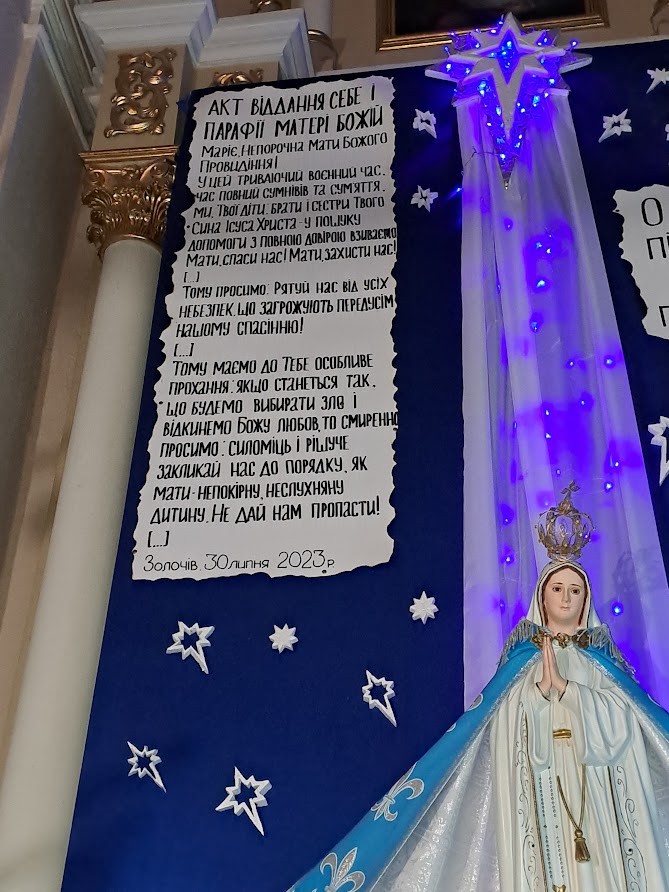 АКТ ВІДДАННЯ СЕБЕ І
ПАРАФІЇ МАТЕРІ БОЖІЙ
Маріє, Непорочна Мати Божого
Провидіння!
У цей триваючий воєнний час,
час повний сумнівів та сум'яття,
ми, Твої діти, брати і сестри Твого
Сина Ісуса Христа - у пошуку
допомоги з повною довірою взиваємо:
Мати, спаси нас! Мати, захисти нас!
[...]
Тому просимо: Рятуй нас від усіх
небезпек, що загрожують передусім
нашому спасінню!
[...]
Тому маємо до Тебе особливе
прохання: якщо станеться так,
що будемо вибирати зле і
відкинемо Божу любов, то смиренно
просимо: силоміць і рішуче
закликай нас до порядку, як
мати - непокірну, неслухняну
дитину. Не дай нам пропасти!
[...]
Золочів, 30 липня 2023р.
О
П
П